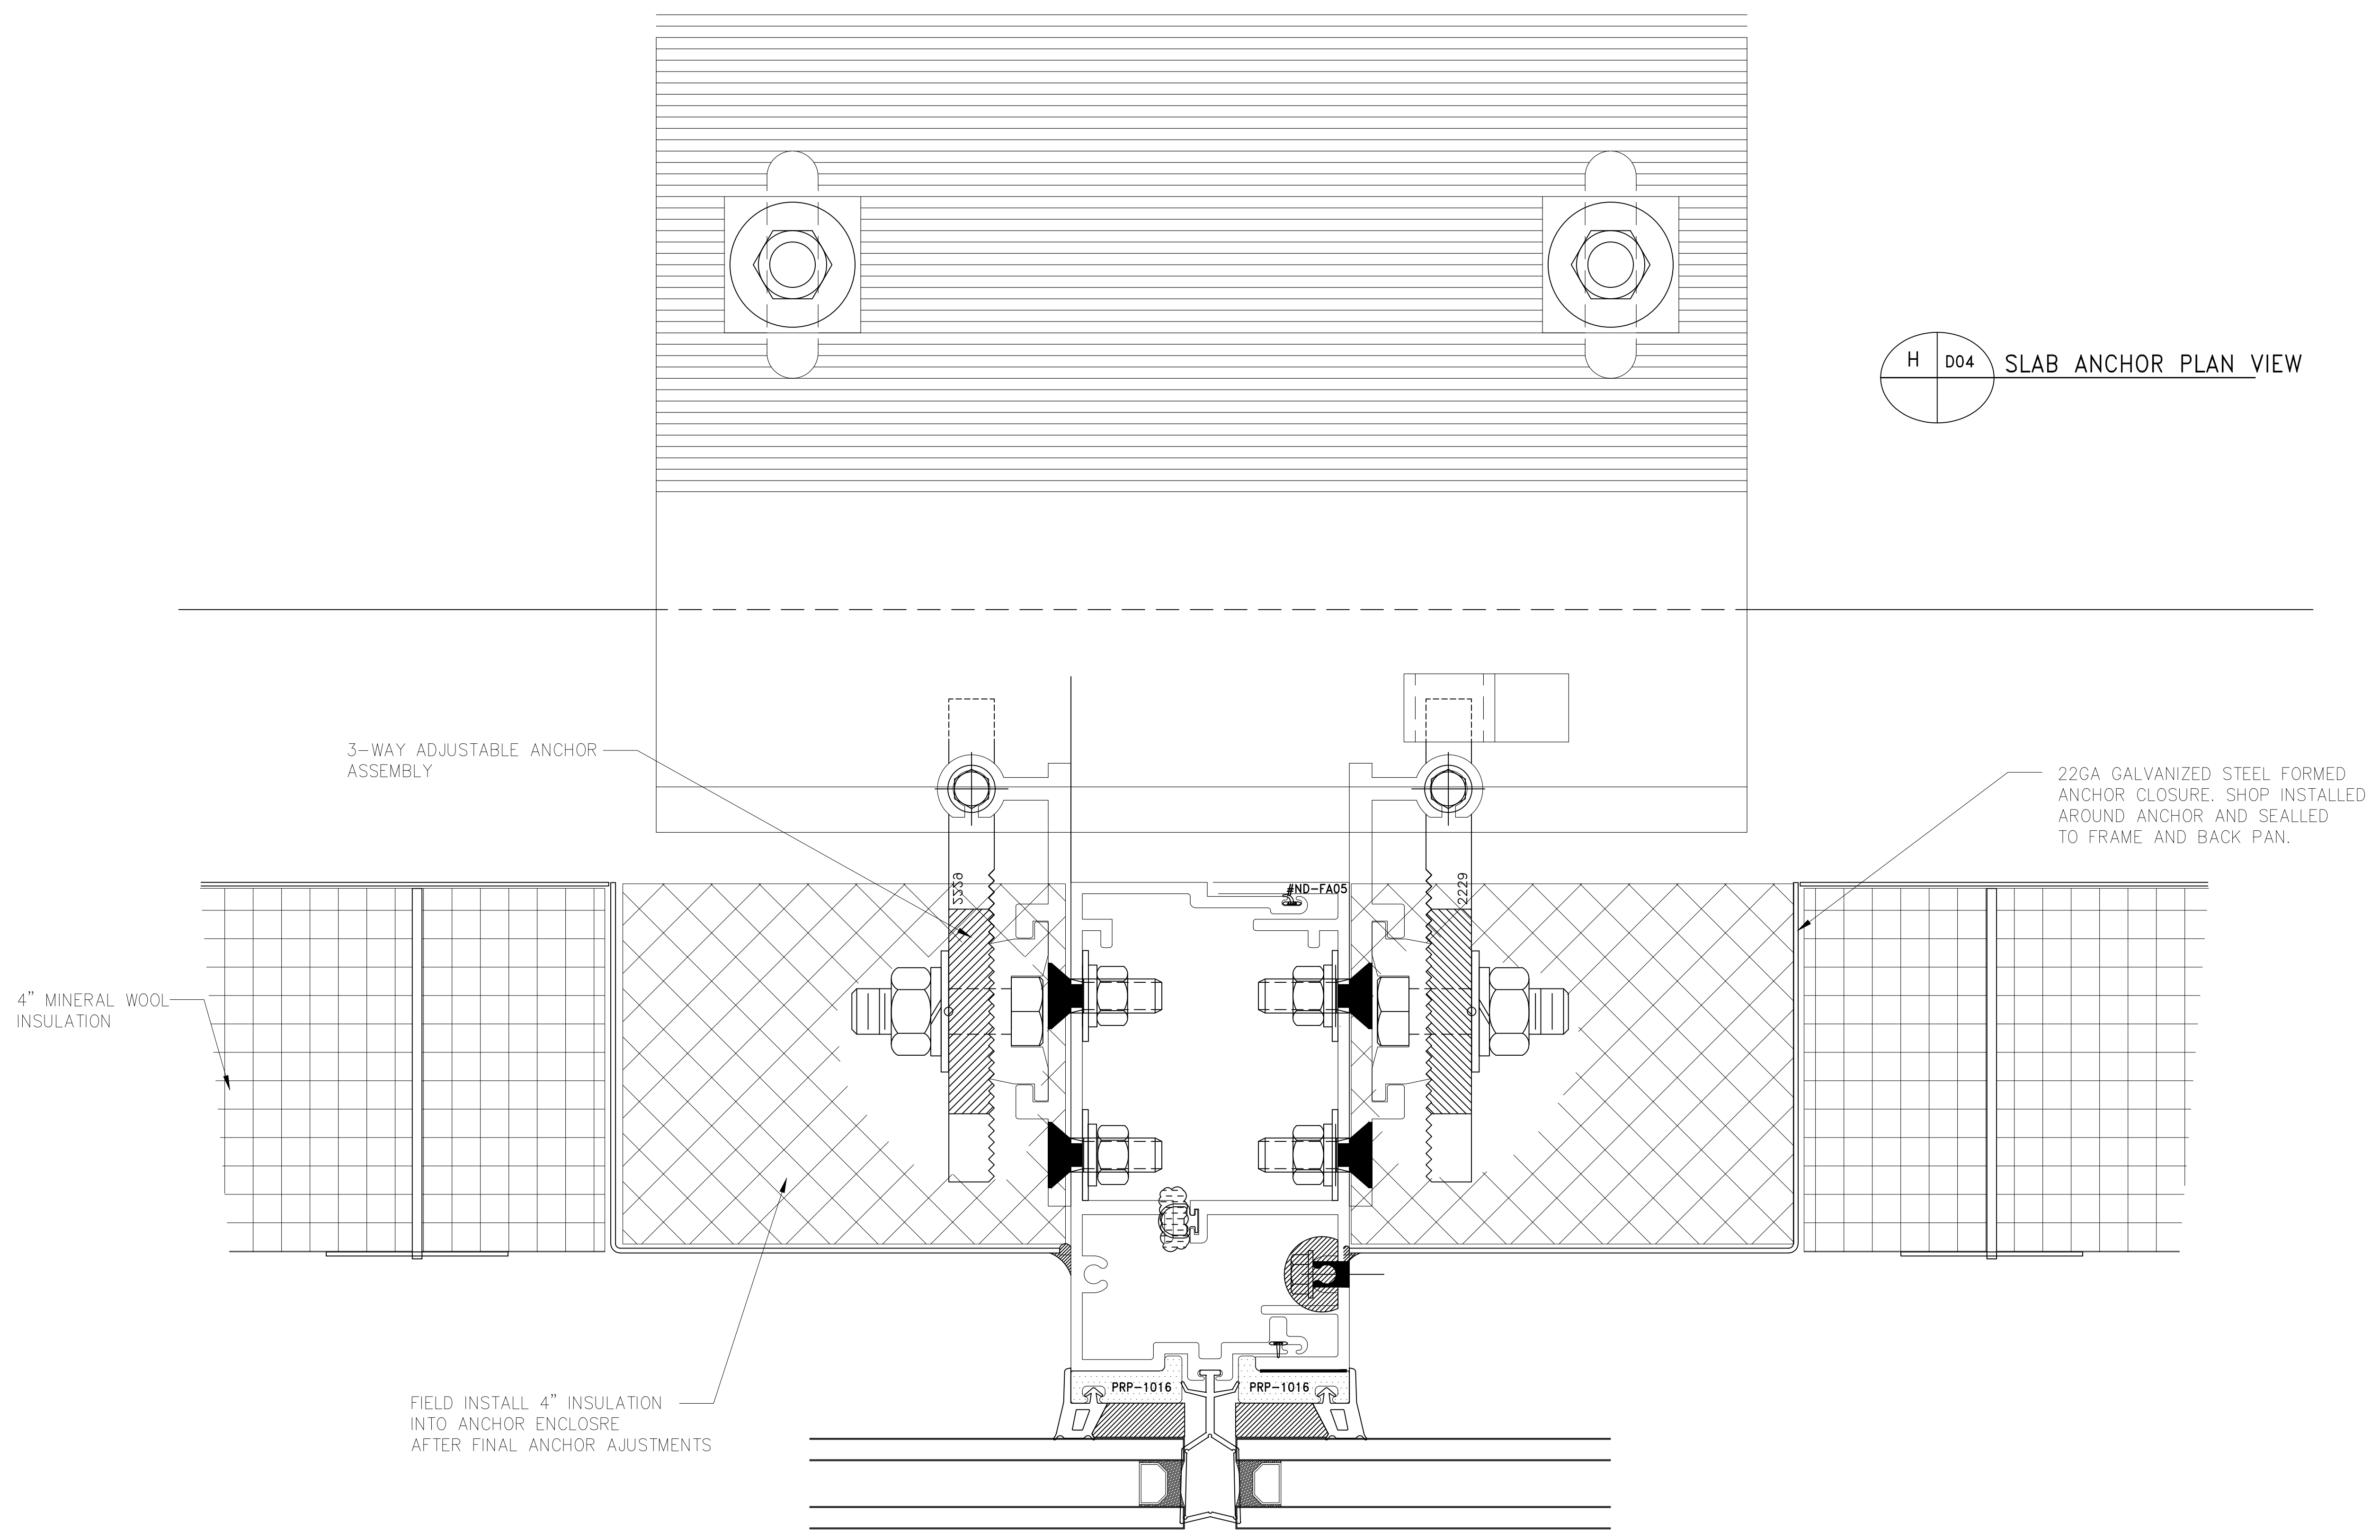 H D04 SLAB ANCHOR PLAN VIEW
3-WAY ADJUSTABLE ANCHOR
ASSEMBLY
22GA GALVANIZED STEEL FORMED
ANCHOR CLOSURE. SHOP INSTALLED
AROUND ANCHOR AND SEALLED
TO FRAME AND BACK PAN.
2229
#ND-FA05
2229
4" MINERAL WOOL
INSULATION
PRP-1016
PRP-1016
FIELD INSTALL 4" INSULATION
INTO ANCHOR ENCLOSRE
AFTER FINAL ANCHOR AJUSTMENTS